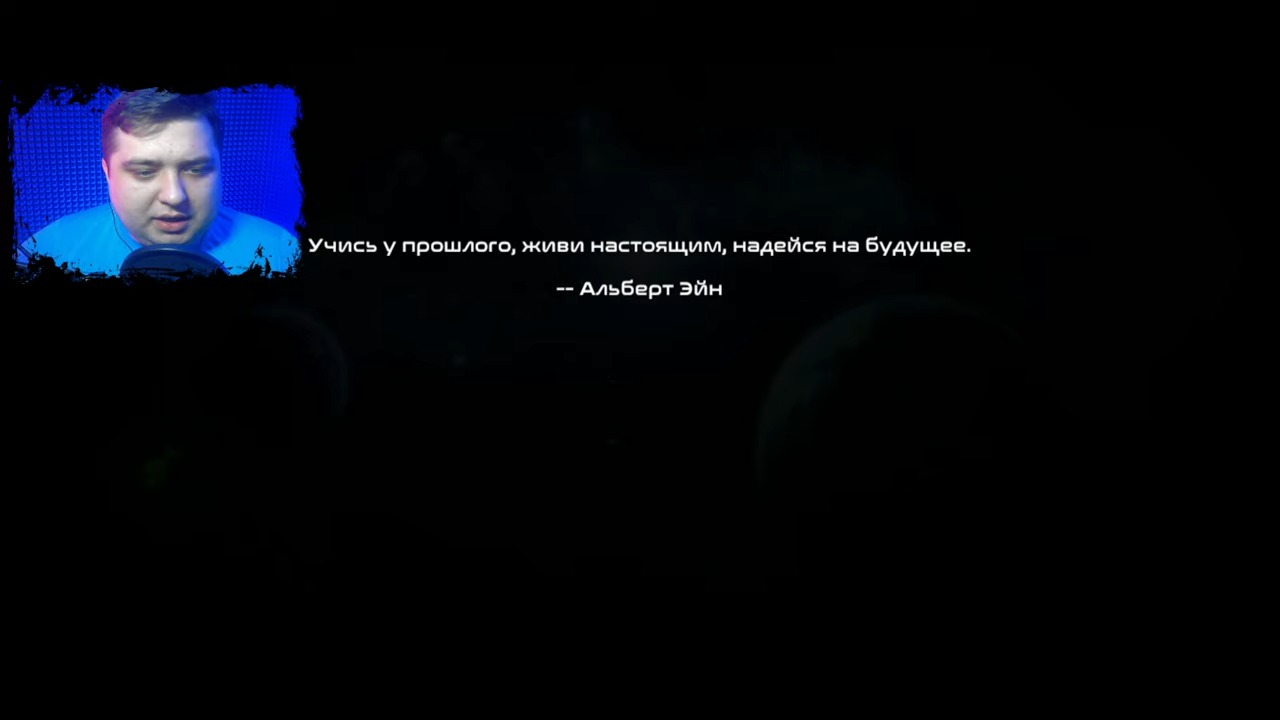 Учись у прошлого, живи настоящим, надейся на будущее.
-- Альберт Эйн